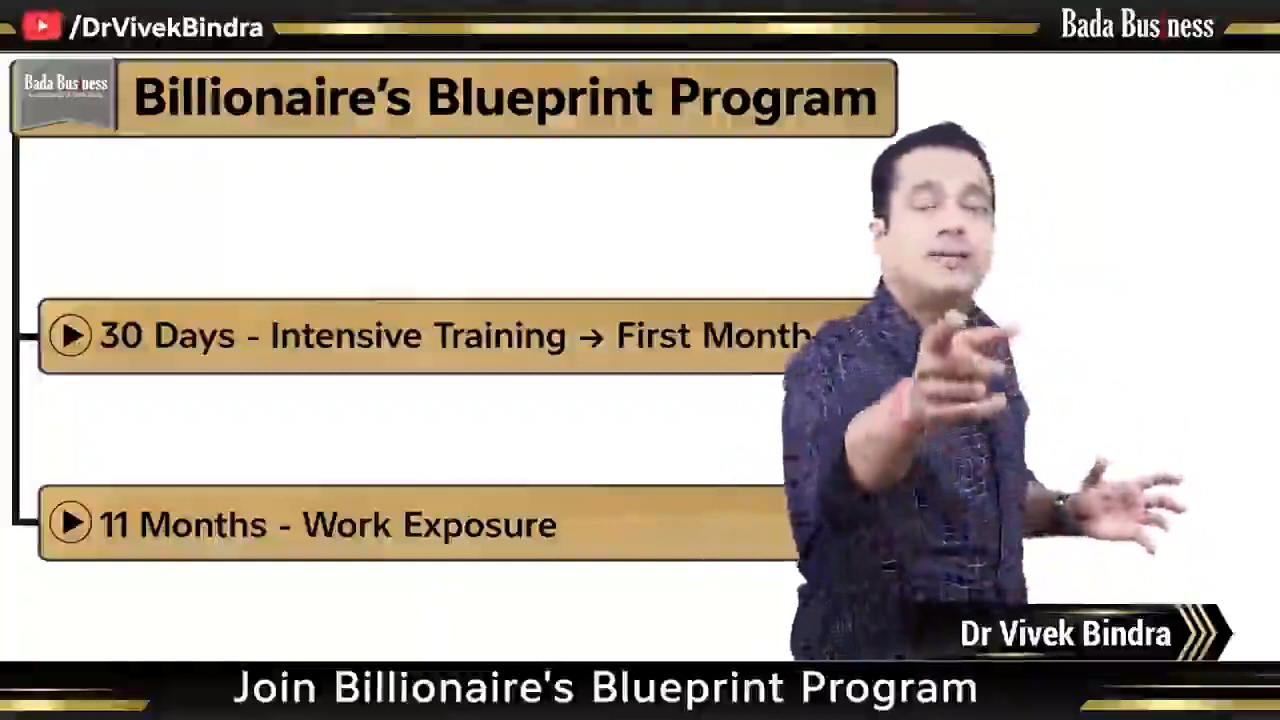 /DrVivekBindra
Bada Business
Bada Business
Billionaire's Blueprint Program
30 Days - Intensive Training → First Month
11 Months - Work Exposure
Dr Vivek Bindra
Join Billionaire's Blueprint Program